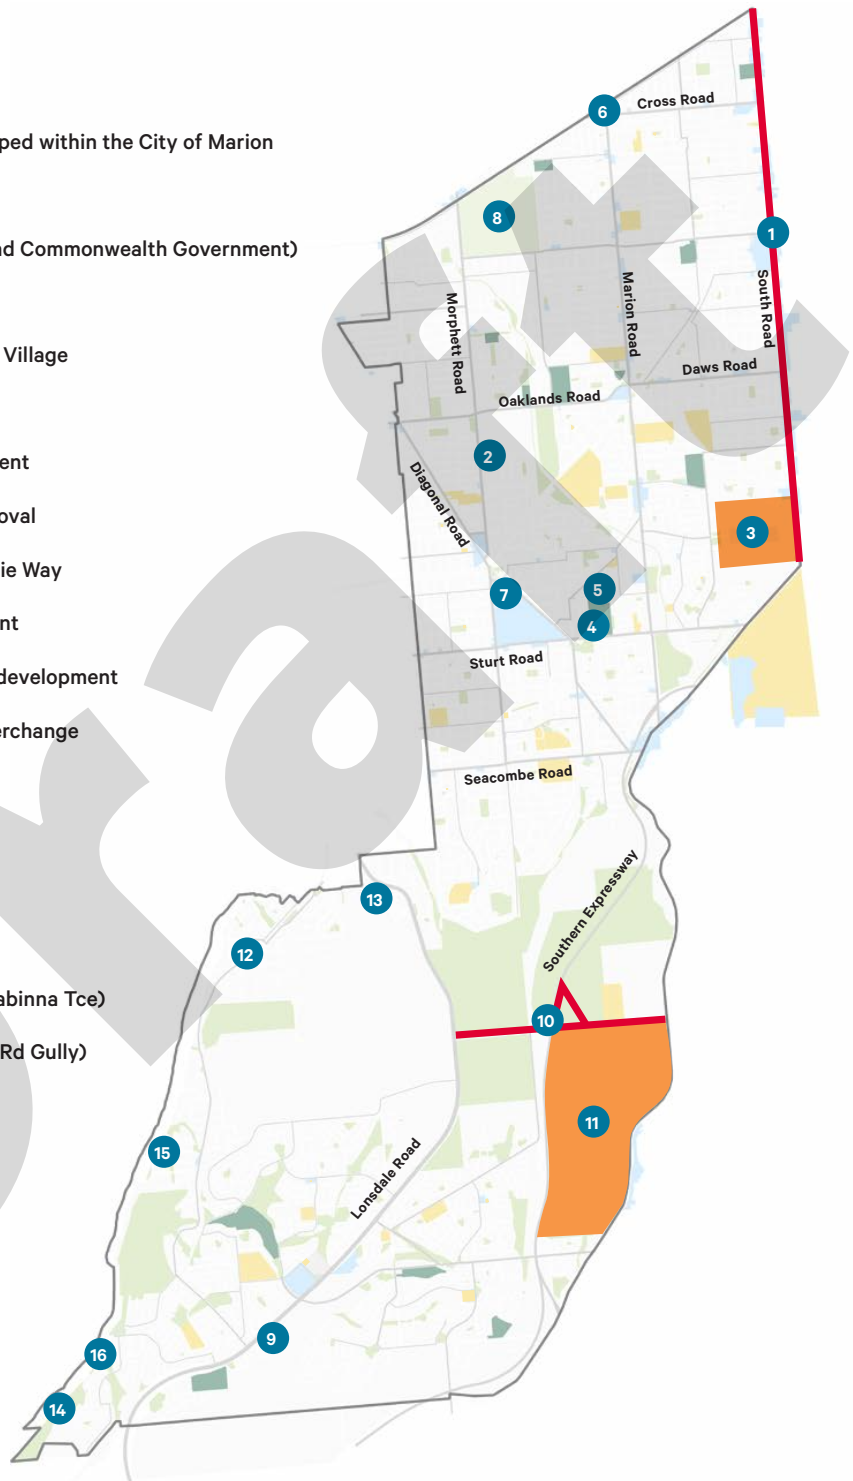 ped within the City of Marion
d Commonwealth Government)
Village
ent
oval
ie Way
nt
development
erchange
abinna Tce)
Rd Gully)
6
Cross Road
8
1
Morphett Road
Marion Road
South Road
Daws Road
Oaklands Road
2
Diagonal Road
3
7
5
4
Sturt Road
Seacombe Road
13
12
Southern Expressway
10
11
15
Lonsdale Road
9
16
14
raft